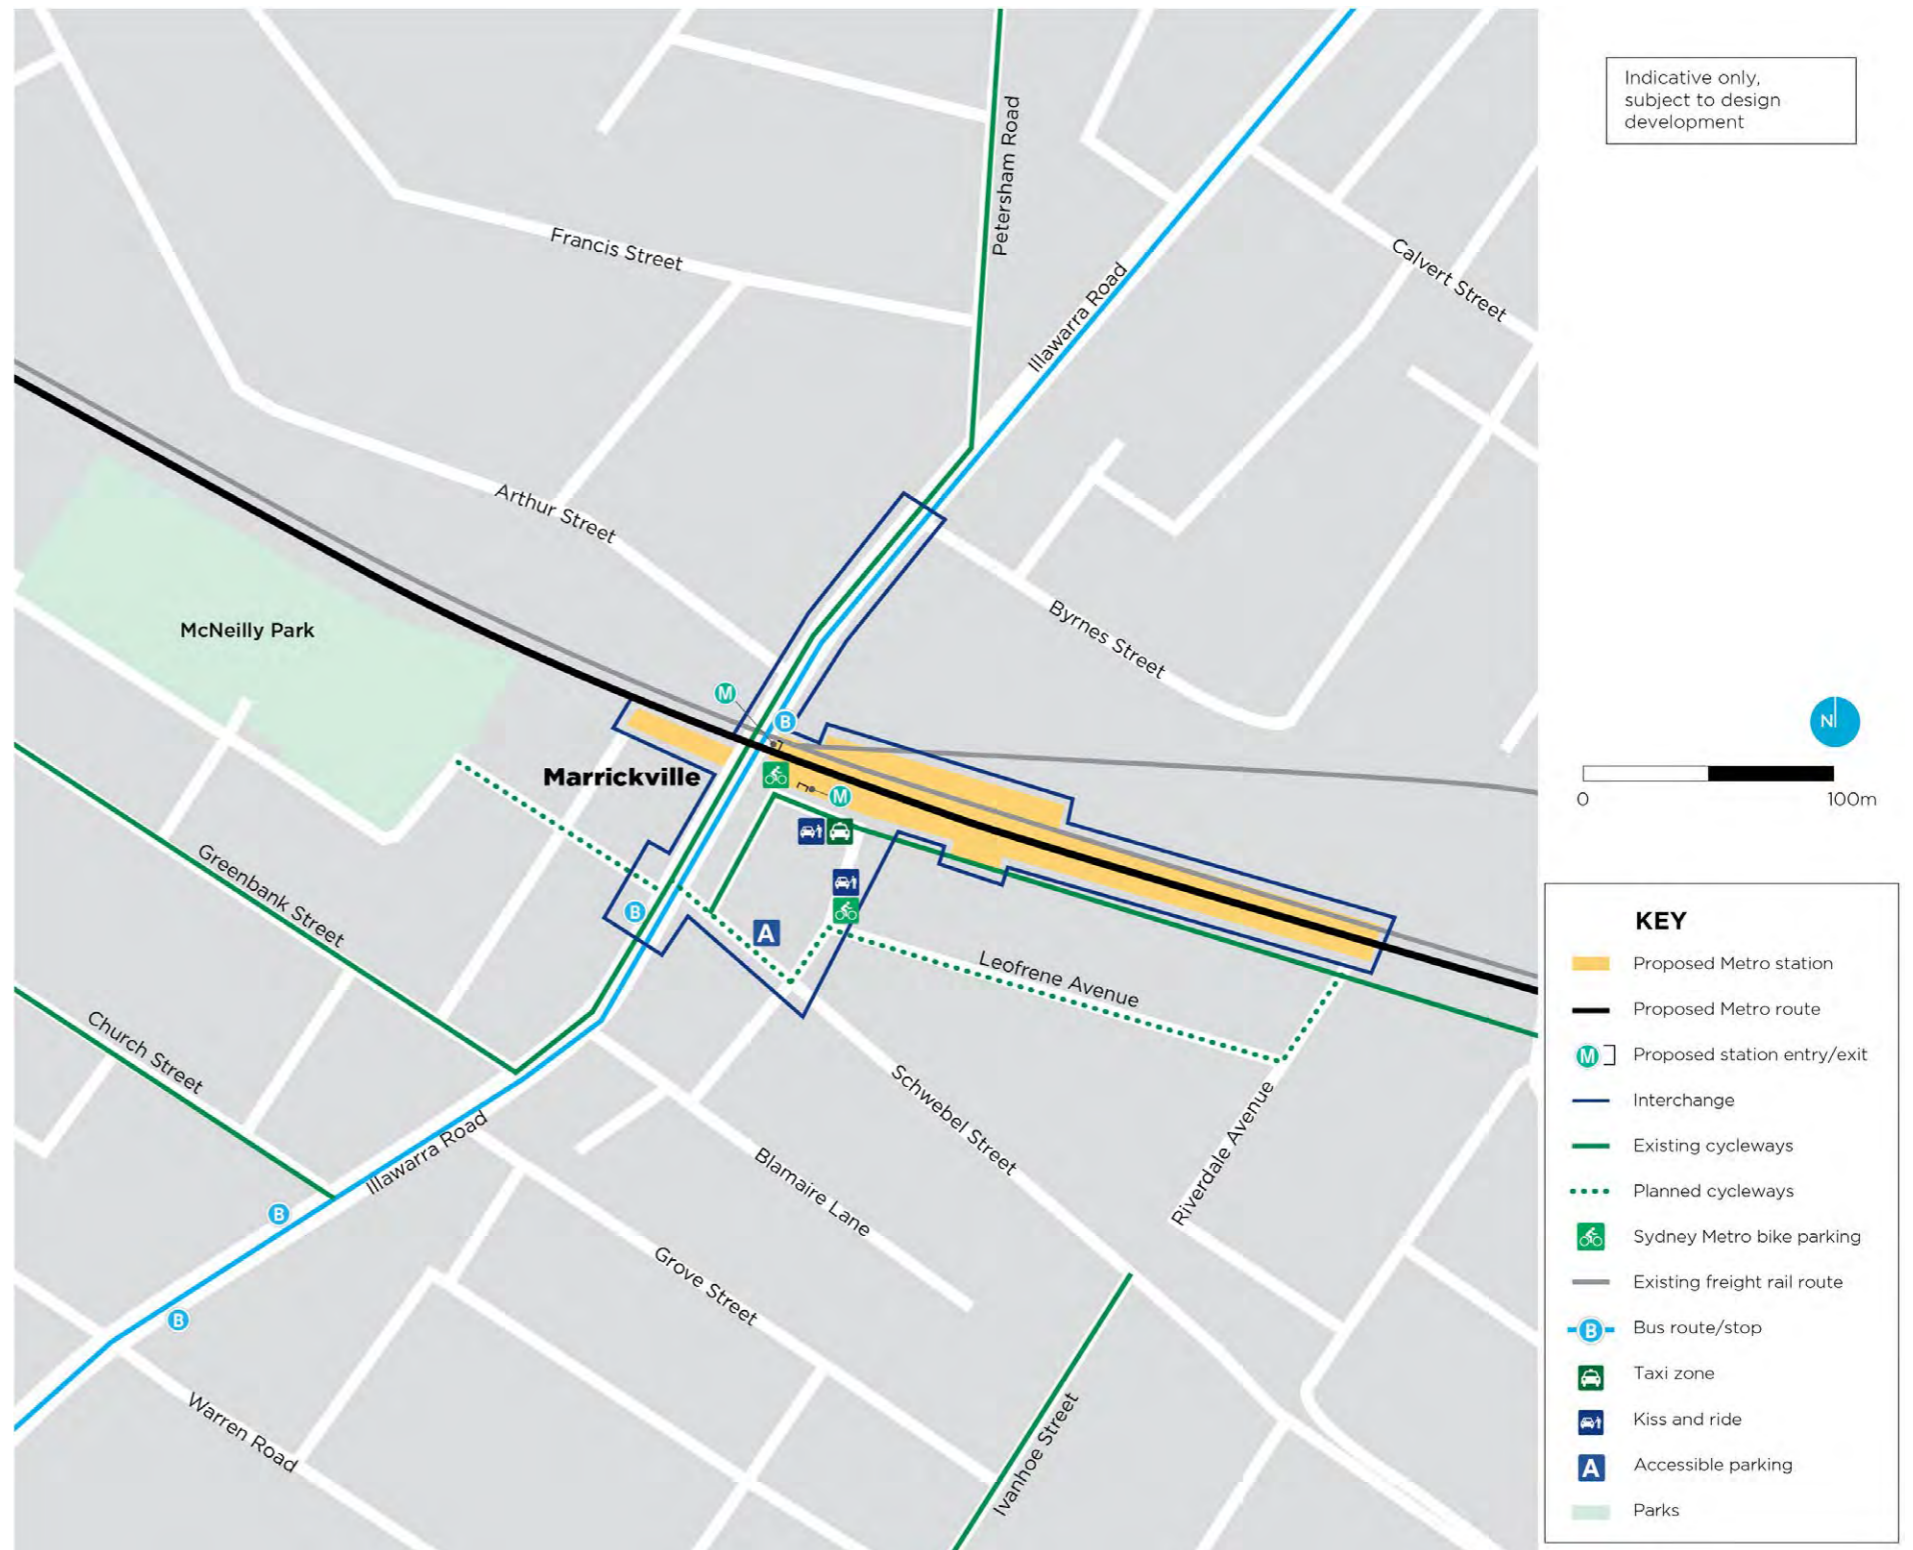 Indicative only,
subject to design
development
Petersham Road
Francis Street
Calvert Street
Illawarra Road
Arthur Street
McNeilly Park
Byrnes Street
M
B
N
Marrickville
M
0
100m
Greenbank Street
B
A
Leofrene Avenue
Church Street
Schwebel Street
Riverdale Avenue
Illawarra Road
Blamaire Lane
B
Grove Street
B
Warren Road
Ivanhoe Street
KEY
Proposed Metro station
Proposed Metro route
M Proposed station entry/exit
Interchange
Existing cycleways
Planned cycleways
Sydney Metro bike parking
Existing freight rail route
B Bus route/stop
Taxi zone
Kiss and ride
A Accessible parking
Parks